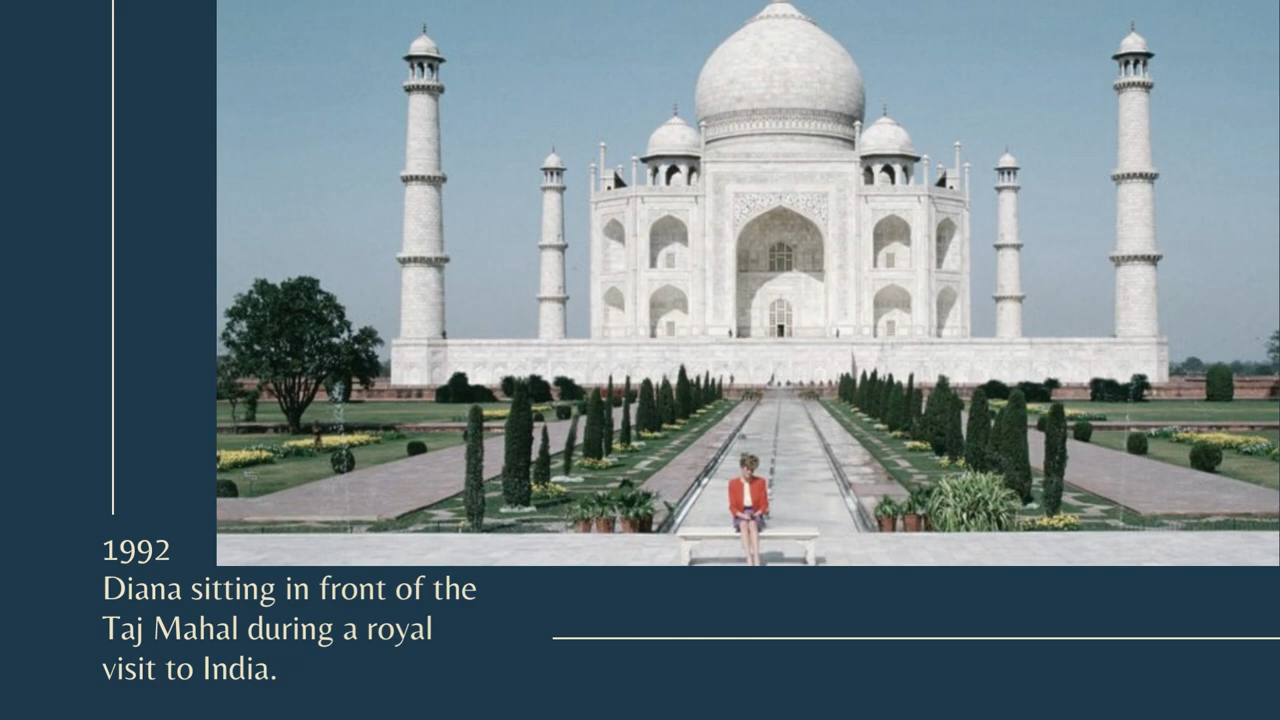 1992
Diana sitting in front of the
Taj Mahal during a royal
visit to India.